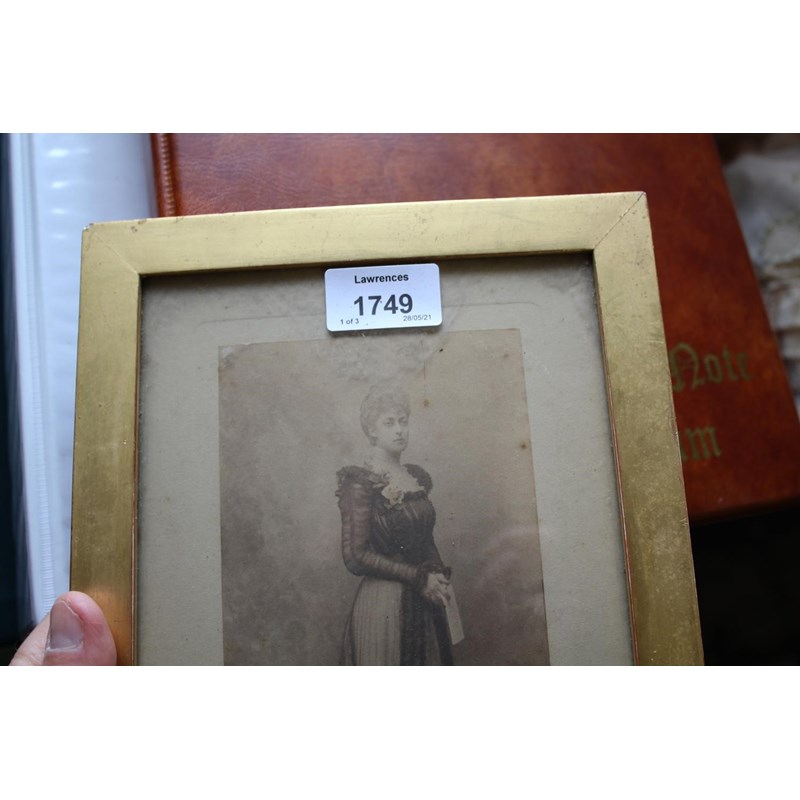 Lawrences
1749
1 of 3 28/05/21
Note